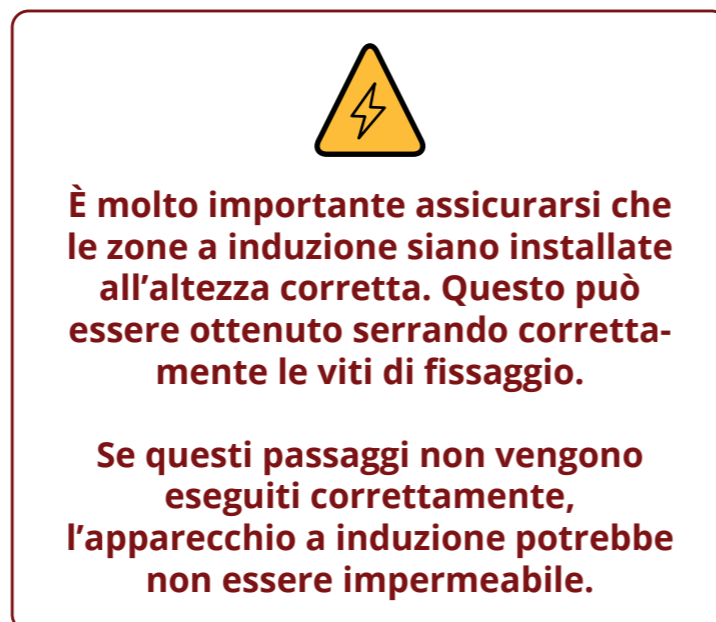 È molto importante assicurarsi che
le zone a induzione siano installate
all’altezza corretta. Questo può
essere ottenuto serrando corretta-
mente le viti di fissaggio.
Se questi passaggi non vengono
eseguiti correttamente,
l’apparecchio a induzione potrebbe
non essere impermeabile.